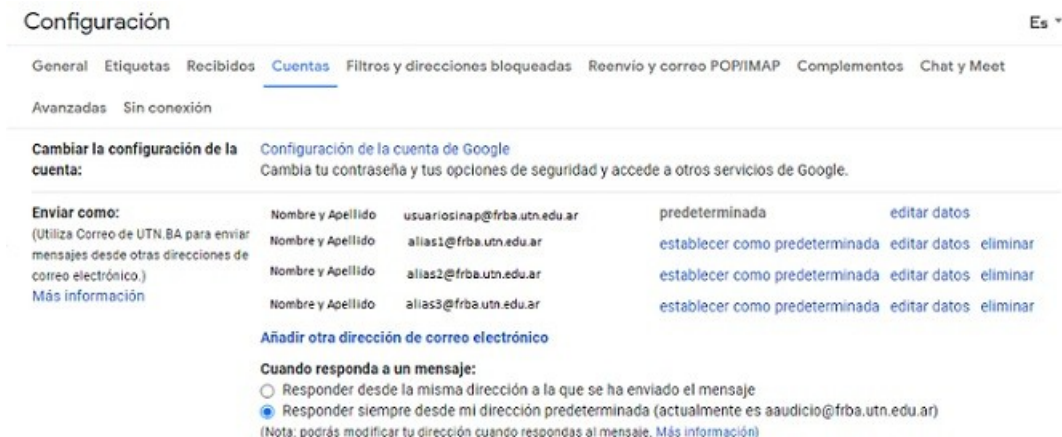 Configuración
Es
General Etiquetas Recibidos Cuentas Filtros y direcciones bloqueadas Reenvío y correo POP/IMAP Complementos Chat y Meet
Avanzadas Sin conexión
Cambiar la configuración de la cuenta:
Configuración de la cuenta de Google
Cambia tu contraseña y tus opciones de seguridad y accede a otros servicios de Google.
Enviar como:
(Utiliza Correo de UTN.BA para enviar
mensajes desde otras direcciones de
correo electrónico.)
Más información
Nombre y Apellido usuariosinap@frba.utn.edu.ar predeterminada editar datos
Nombre y Apellido alias1@frba.utn.edu.ar establecer como predeterminada editar datos eliminar
Nombre y Apellido alias2@frba.utn.edu.ar establecer como predeterminada editar datos eliminar
Nombre y Apellido alias3@frba.utn.edu.ar establecer como predeterminada editar datos eliminar
Añadir otra dirección de correo electrónico
Cuando responda a un mensaje:
Responder desde la misma dirección a la que se ha enviado el mensaje
Responder siempre desde mi dirección predeterminada (actualmente es aaudicio@frba.utn.edu.ar)
(Nota: podrás modificar tu dirección cuando respondas al mensaje. Más información)